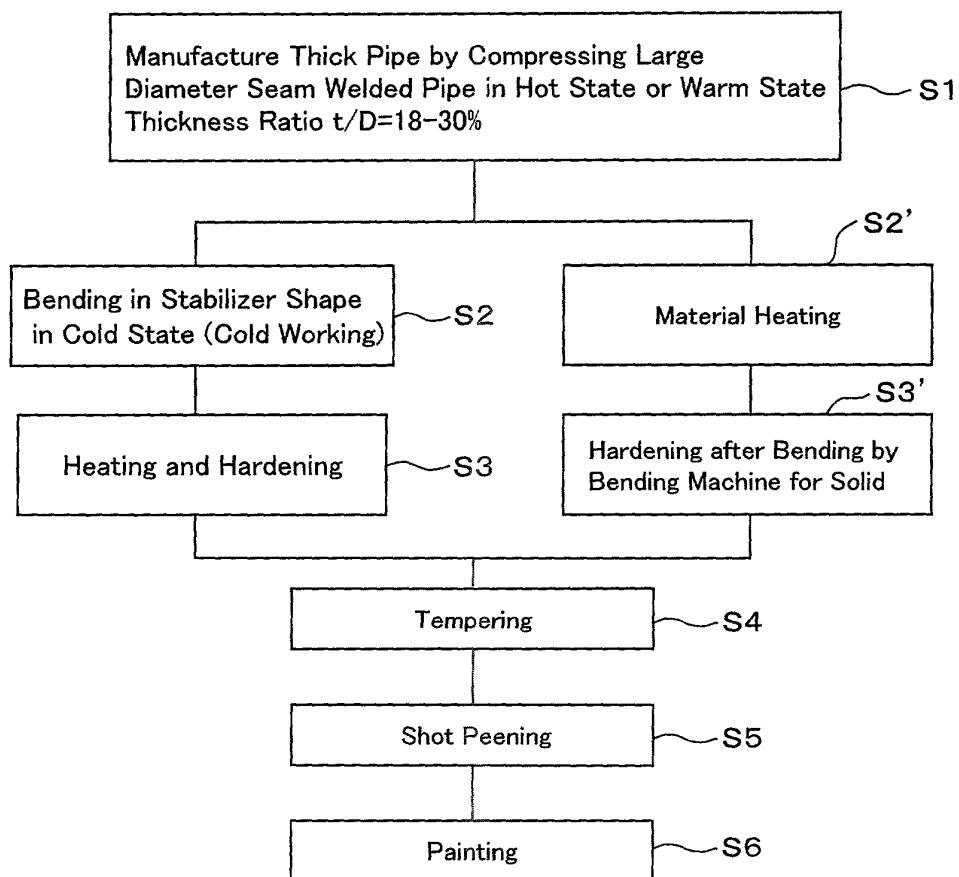 Manufacture Thick Pipe by Compressing Large
Diameter Seam Welded Pipe in Hot State or Warm State
Thickness Ratio t/D=18-30%
S1
Bending in Stabilizer Shape
in Cold State (Cold Working)
S2
Heating and Hardening
S3
S2'
Material Heating
S3'
Hardening after Bending by
Bending Machine for Solid
Tempering
S4
Shot Peening
S5
Painting
S6